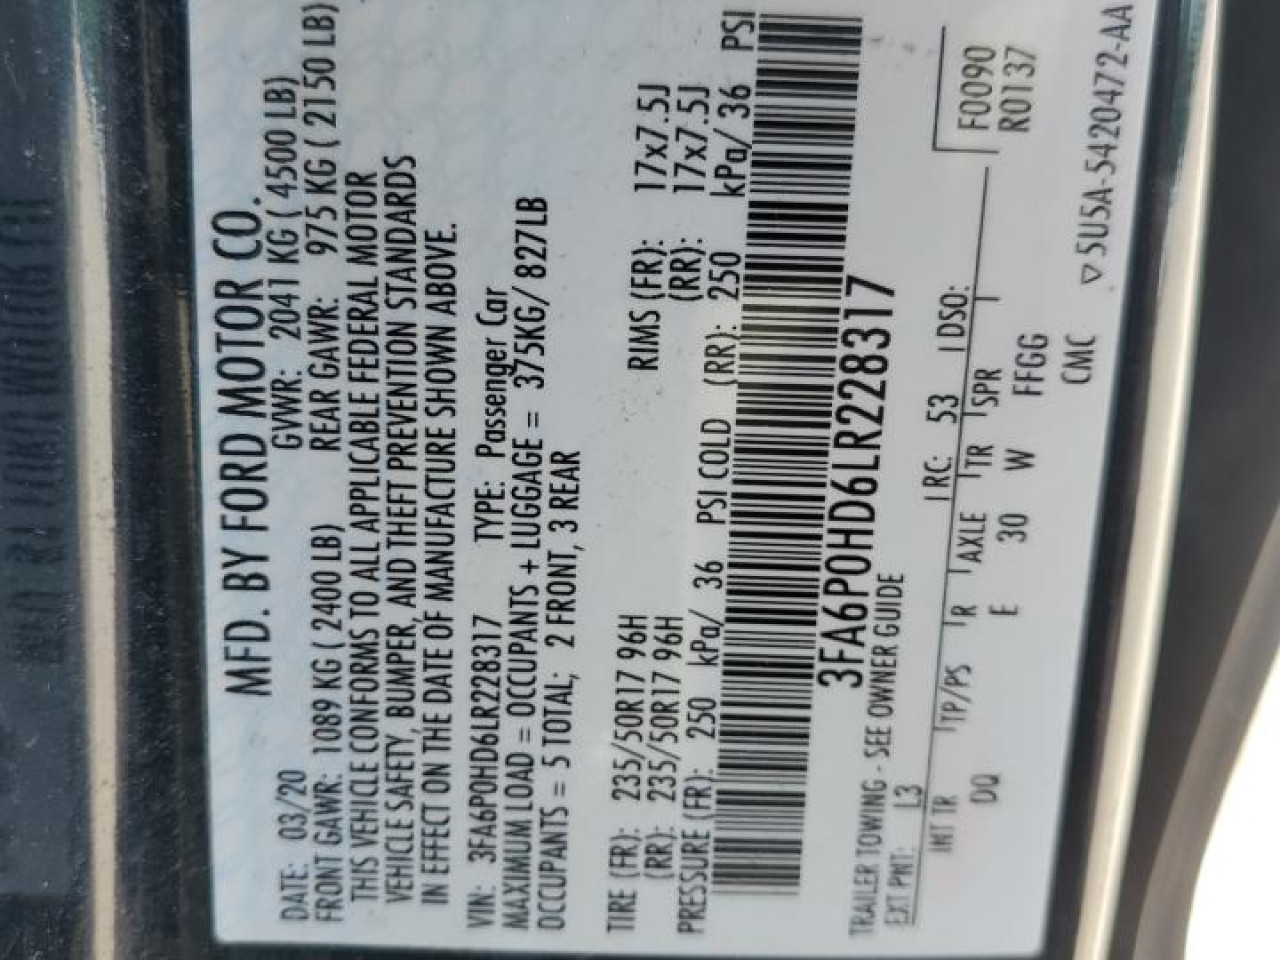 MFD. BY FORD MOTOR CO.
DATE: 03/20 GVWR: 2041 KG ( 4500 LB)
FRONT GAWR: 1089 KG ( 2400 LB) REAR GAWR: 975 KG ( 2150 LB)
THIS VEHICLE CONFORMS TO ALL APPLICABLE FEDERAL MOTOR
VEHICLE SAFETY, BUMPER, AND THEFT PREVENTION STANDARDS
IN EFFECT ON THE DATE OF MANUFACTURE SHOWN ABOVE.
VIN: 3FA6P0HD6LR228317 TYPE: Passenger Car
MAXIMUM LOAD = OCCUPANTS + LUGGAGE = 375KG/ 827LB
OCCUPANTS = 5 TOTAL; 2 FRONT, 3 REAR
TIRE (FR): 235/50R17 96H RIMS (FR): 17x7.5J
(RR): 235/50R17 96H (RR): 17x7.5J
PRESSURE (FR): 250 kPa/ 36 PSI COLD (RR): 250 kPa/ 36 PSI
3FA6P0HD6LR228317
TRAILER TOWING - SEE OWNER GUIDE
EXT PNT: L3 RC: 53 DSO: F0090
INT TR TP/PS R AXLE TR SPR R0137
DQ E 30 W FFGG
CMC
▽5U5A-5420472-AA